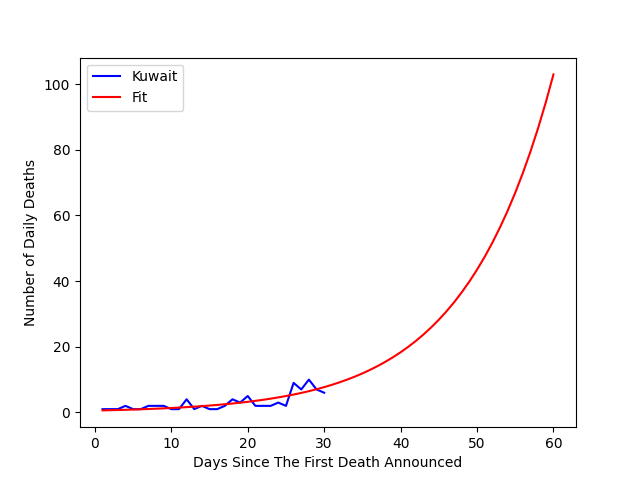 Kuwait
Fit
100
80
60
40
20
0
Number of Daily Deaths
0 10 20 30 40 50 60
Days Since The First Death Announced